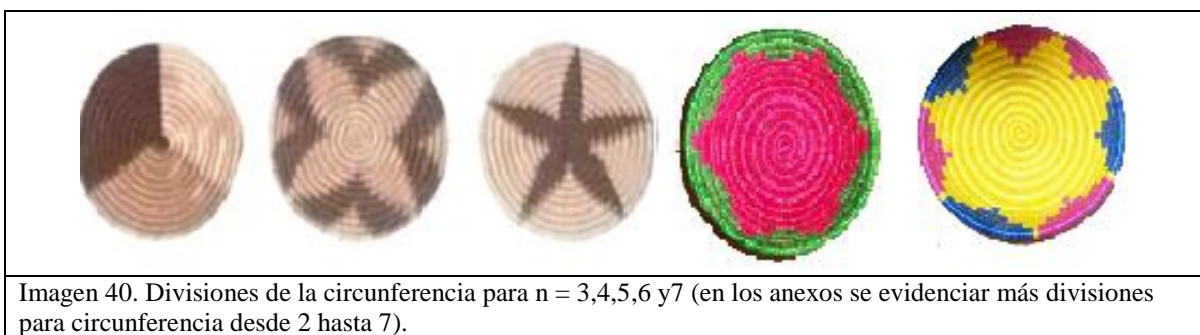 Imagen 40. Divisiones de la circunferencia para n = 3,4,5,6 y7 (en los anexos se evidenciar más divisiones
para circunferencia desde 2 hasta 7).